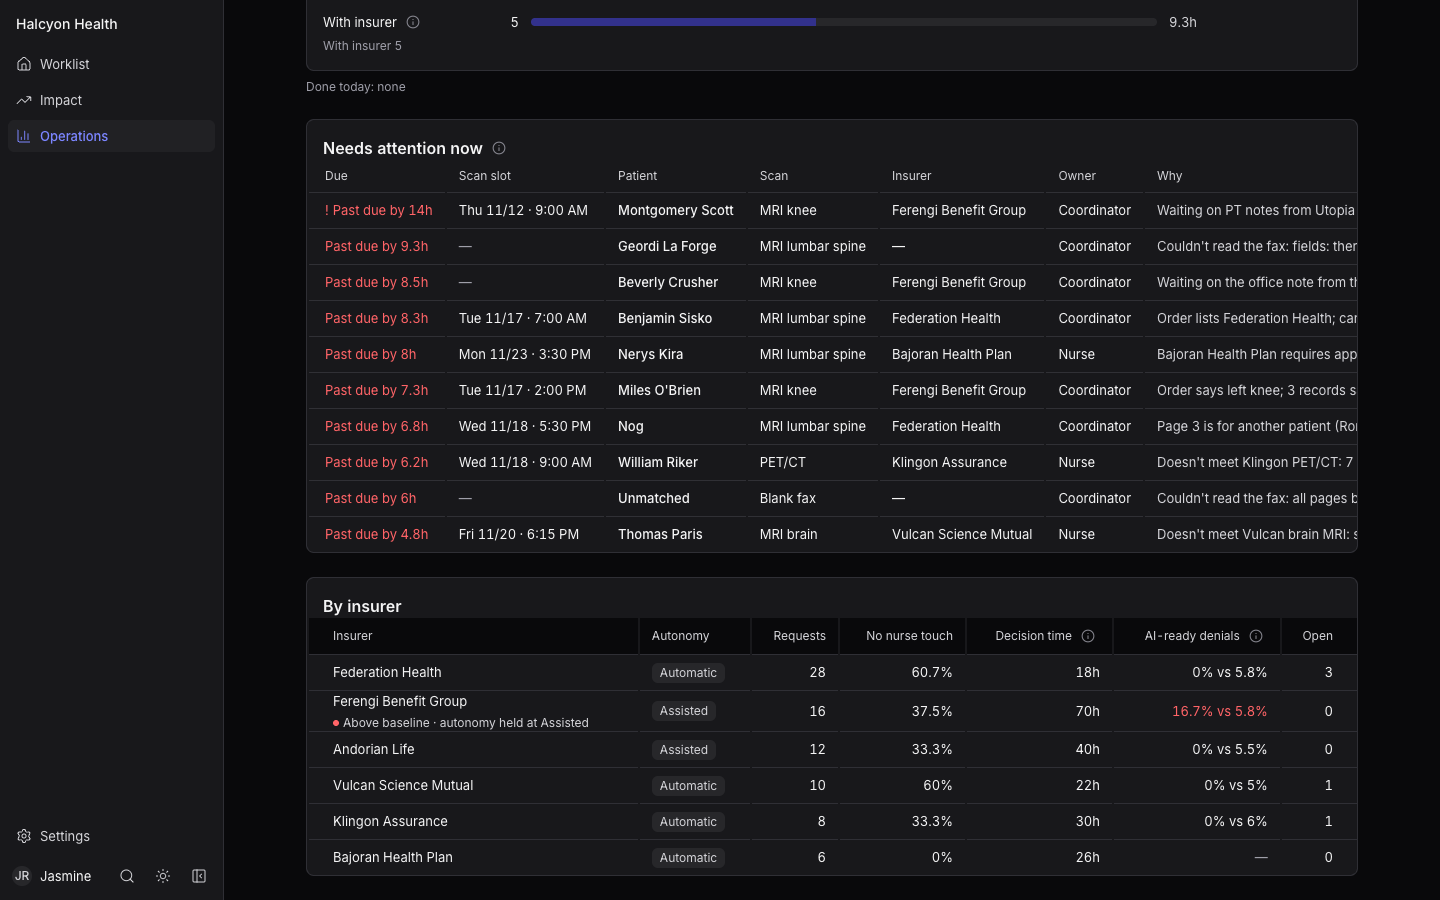 Halcyon Health
Worklist
Impact
Operations
Settings
JR Jasmine
With insurer 5 9.3h
With insurer 5
Done today: none
Needs attention now
Due Scan slot Patient Scan Insurer Owner Why
! Past due by 14h Thu 11/12 · 9:00 AM Montgomery Scott MRI knee Ferengi Benefit Group Coordinator Waiting on PT notes from Utopia
Past due by 9.3h — Geordi La Forge MRI lumbar spine — Coordinator Couldn't read the fax: fields:
Past due by 8.5h — Beverly Crusher MRI knee Ferengi Benefit Group Coordinator Waiting on the office note from
Past due by 8.3h Tue 11/17 · 7:00 AM Benjamin Sisko MRI lumbar spine Federation Health Coordinator Order lists Federation Health;
Past due by 8h Mon 11/23 · 3:30 PM Nerys Kira MRI lumbar spine Bajoran Health Plan Nurse Bajoran Health Plan requires app
Past due by 7.3h Tue 11/17 · 2:00 PM Miles O'Brien MRI knee Ferengi Benefit Group Coordinator Order says left knee; 3 records s
Past due by 6.8h Wed 11/18 · 5:30 PM Nog MRI lumbar spine Federation Health Coordinator Page 3 is for another patient
Past due by 6.2h Wed 11/18 · 9:00 AM William Riker PET/CT Klingon Assurance Nurse Doesn't meet Klingon PET/CT: 7
Past due by 6h — Unmatched Blank fax — Coordinator Couldn't read the fax: all pages
Past due by 4.8h Fri 11/20 · 6:15 PM Thomas Paris MRI brain Vulcan Science Mutual Nurse Doesn't meet Vulcan brain MRI:
By insurer
Insurer Autonomy Requests No nurse touch Decision time AI-ready denials Open
Federation Health Automatic 28 60.7% 18h 0% vs 5.8% 3
Ferengi Benefit Group Assisted 16 37.5% 70h 16.7% vs 5.8% 0
Above baseline · autonomy held at Assisted
Andorian Life Assisted 12 33.3% 40h 0% vs 5.5% 0
Vulcan Science Mutual Automatic 10 60% 22h 0% vs 5% 1
Klingon Assurance Automatic 8 33.3% 30h 0% vs 6% 1
Bajoran Health Plan Automatic 6 0% 26h — 0